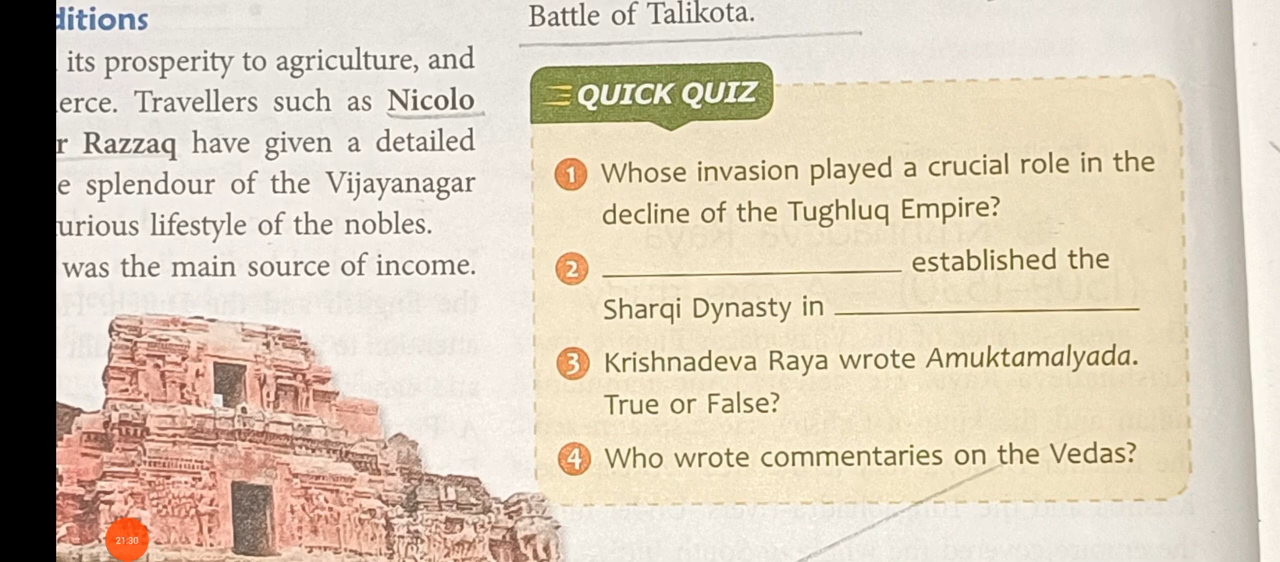 ditions
its prosperity to agriculture, and
erce. Travellers such as Nicolo
r Razzaq have given a detailed
e splendour of the Vijayanagar
urious lifestyle of the nobles.
was the main source of income.
Battle of Talikota.
QUICK QUIZ
1 Whose invasion played a crucial role in the
decline of the Tughluq Empire?
2 ____________ established the
Sharqi Dynasty in ____________
3 Krishnadeva Raya wrote Amuktamalyada.
True or False?
4 Who wrote commentaries on the Vedas?
21:30